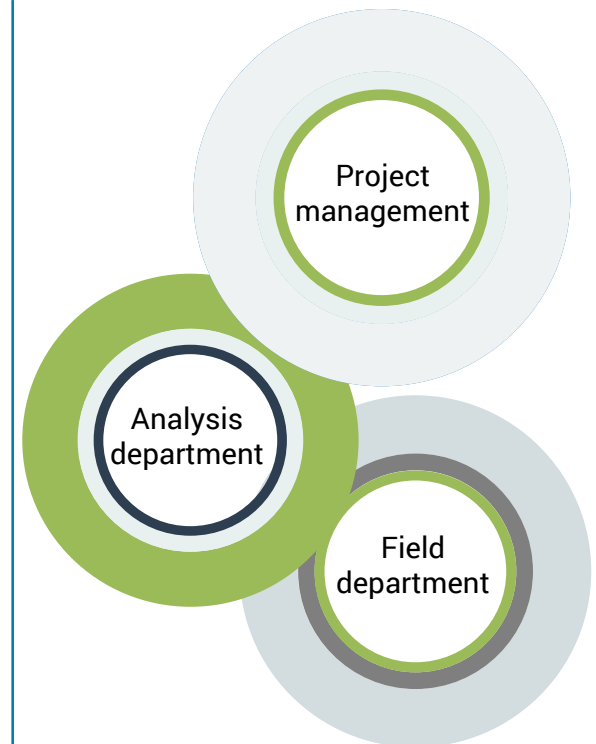 Project
management
Analysis
department
Field
department